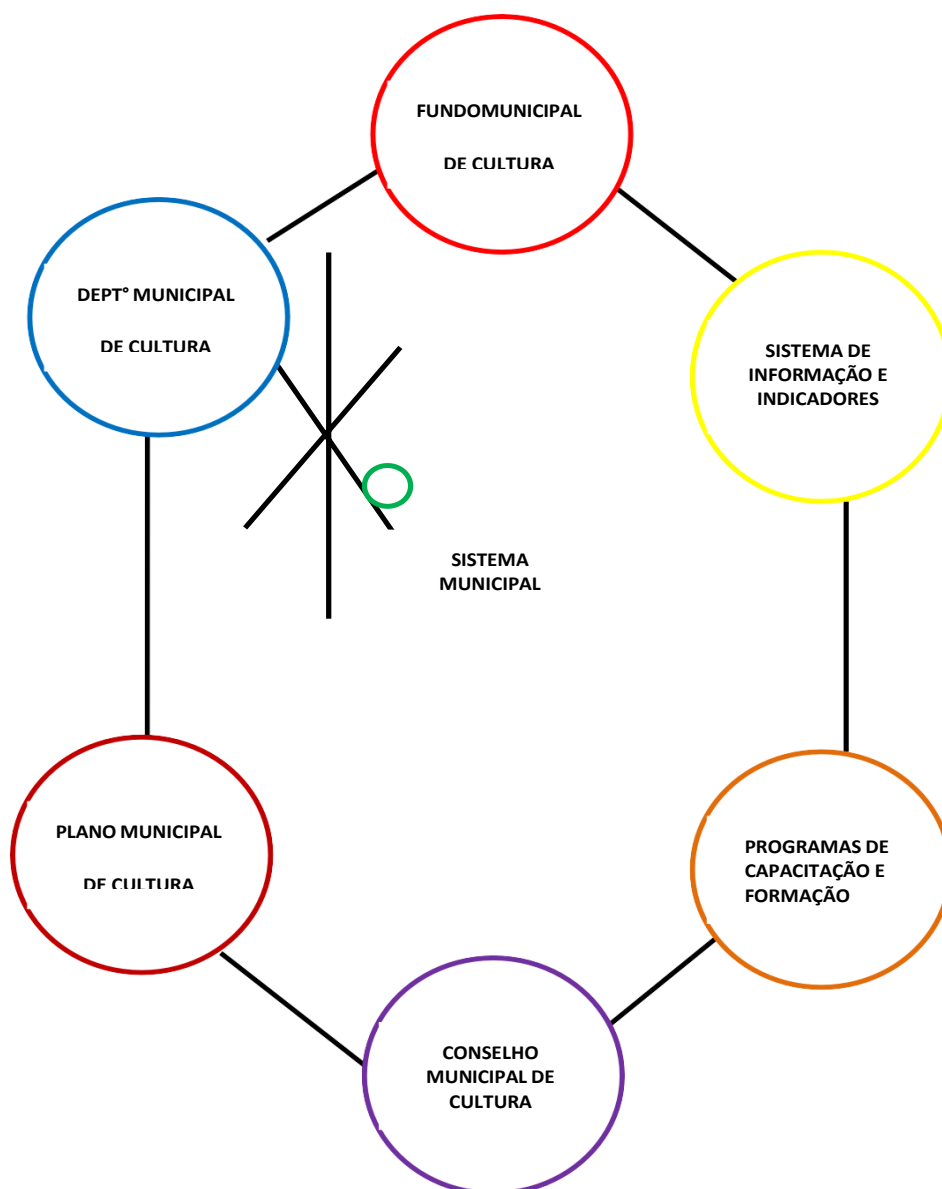 FUNDOMUNICIPAL
DE CULTURA
DEPTº MUNICIPAL
DE CULTURA
SISTEMA DE
INFORMAÇÃO E
INDICADORES
SISTEMA
MUNICIPAL
PLANO MUNICIPAL
DE CULTURA
PROGRAMAS DE
CAPACITAÇÃO E
FORMAÇÃO
CONSELHO
MUNICIPAL DE
CULTURA